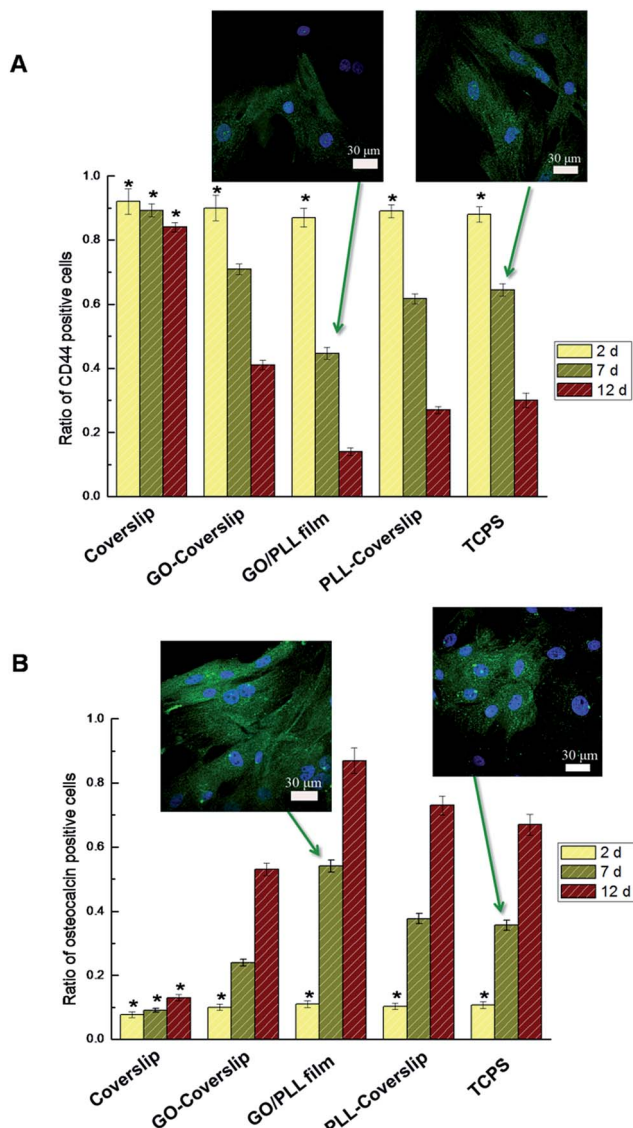 A
30 μm
30 μm
* * * * * * *
Ratio of CD44 positive cells
1.0
0.8
0.6
0.4
0.2
0.0
2 d
7 d
12 d
Coverslip
GO-Coverslip
GO/PLL film
PLL-Coverslip
TCPS
B
30 μm
30 μm
Ratio of osteocalcin positive cells
1.0
0.8
0.6
0.4
0.2
0.0
2 d
7 d
12 d
* * * * * * *
Coverslip
GO-Coverslip
GO/PLL film
PLL-Coverslip
TCPS